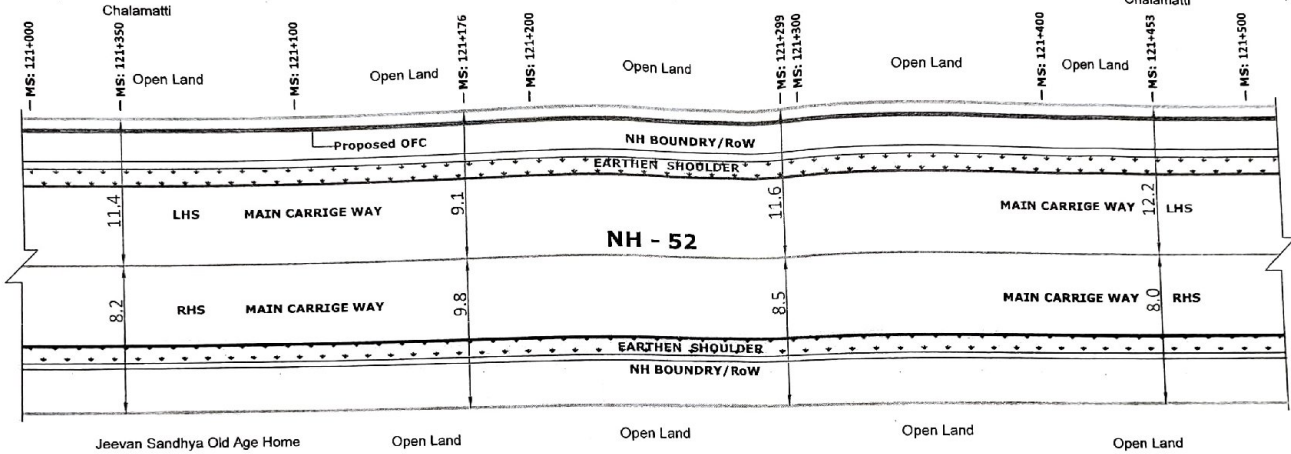 Chalamatti
Chalamatti
MS: 121+000
MS: 121+350
MS: 121+100
MS: 121+176
MS: 121+200
MS: 121+299
MS: 121+300
MS: 121+400
MS: 121+453
MS: 121+500
Open Land
Open Land
Open Land
Open Land
Open Land
Proposed OFC
NH BOUNDRY/RoW
EARTHEN SHOULDER
11.4
LHS
MAIN CARRIGE WAY
9.1
11.6
MAIN CARRIGE WAY
12.2
LHS
NH - 52
8.2
RHS
MAIN CARRIGE WAY
9.8
8.5
MAIN CARRIGE WAY
8.0
RHS
EARTHEN SHOULDER
NH BOUNDRY/RoW
Jeevan Sandhya Old Age Home
Open Land
Open Land
Open Land
Open Land